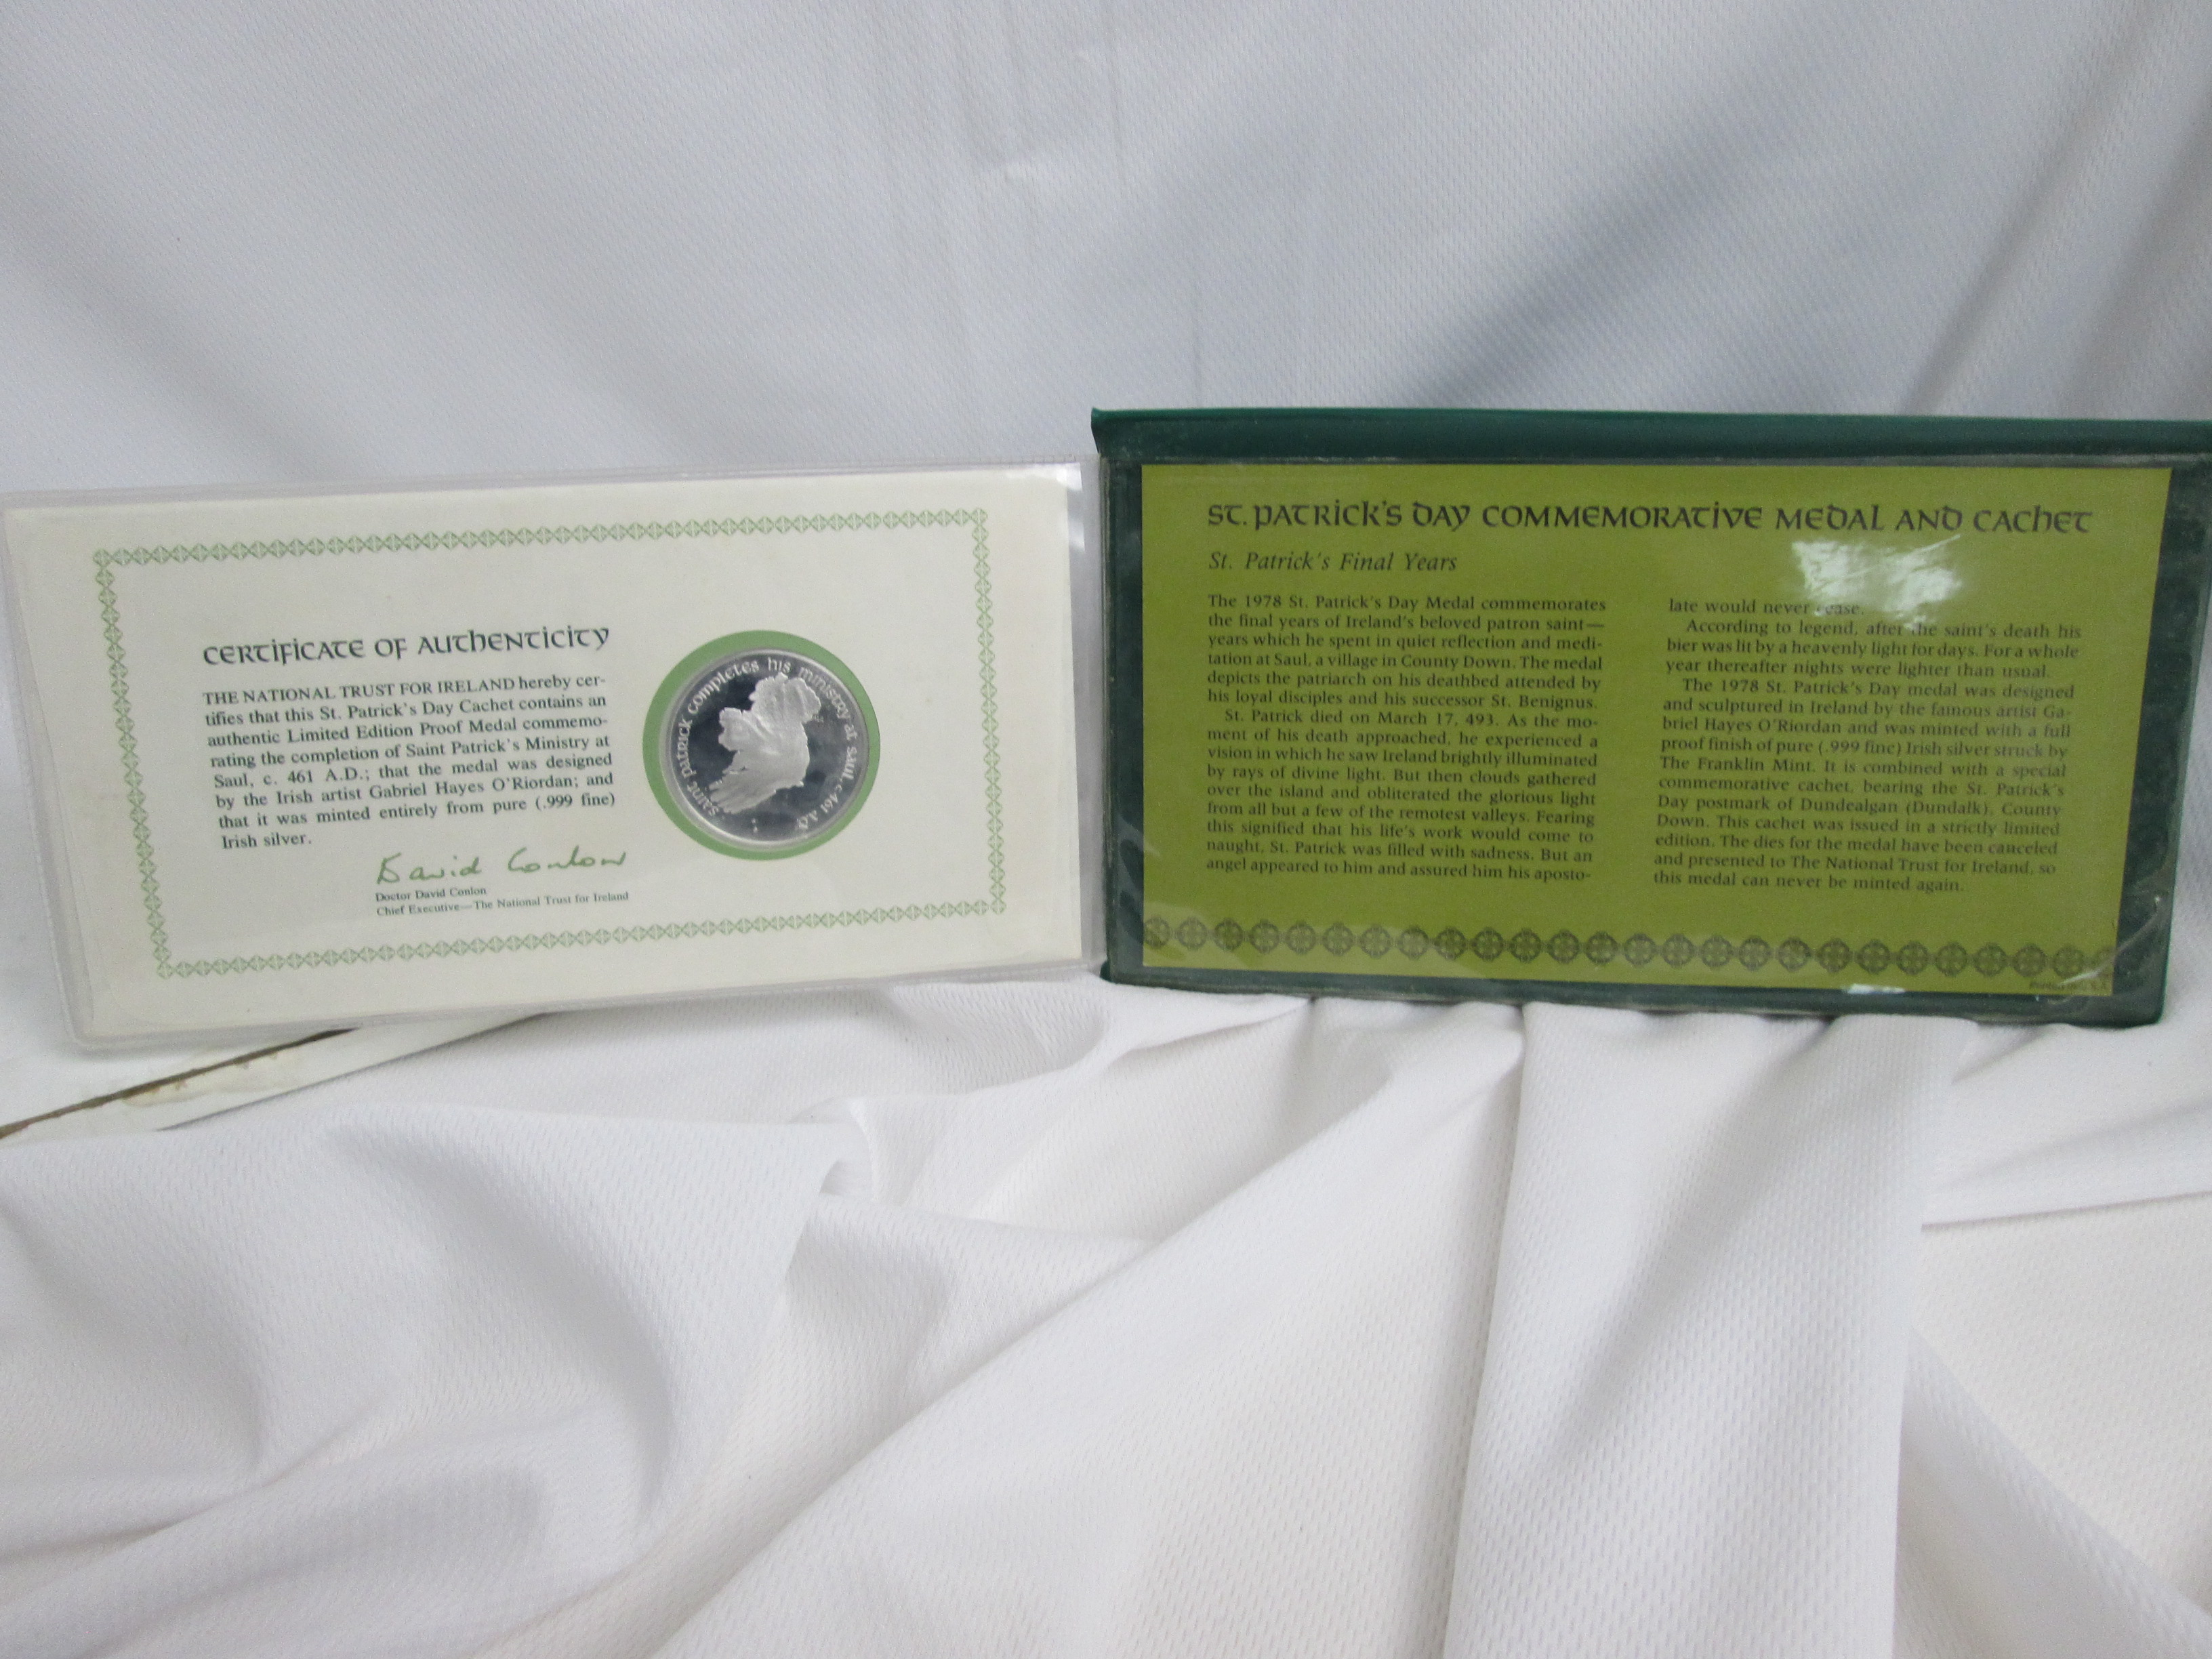 CERTIFICATE OF AUTHENTICITY
THE NATIONAL TRUST FOR IRELAND hereby cer-
tifies that this St. Patrick's Day Cachet contains an
authentic Limited Edition Proof Medal commemo-
rating the completion of Saint Patrick's Ministry at
Saul, c. 461 A.D.; that the medal was designed
by the Irish artist Gabriel Hayes O'Riordan; and
that it was minted entirely from pure (.999 fine)
Irish silver.
David Conlon
Doctor David Conlon
Chief Executive—The National Trust for Ireland
Saint Patrick completes his ministry at Saul c 461 AD
ST. PATRICK'S DAY COMMEMORATIVE MEDAL AND CACHET
St. Patrick's Final Years
The 1978 St. Patrick's Day Medal commemorates
the final years of Ireland's beloved patron saint—
years which he spent in quiet reflection and medi-
tation at Saul, a village in County Down. The medal
depicts the patriarch on his deathbed attended by
his loyal disciples and his successor St. Benignus.
St. Patrick died on March 17, 493. As the mo-
ment of his death approached, he experienced a
vision in which he saw Ireland brightly illuminated
by rays of divine light. But then clouds gathered
over the island and obliterated the glorious light
from all but a few of the remotest valleys. Fearing
this signified that his life's work would come to
naught, St. Patrick was filled with sadness. But an
angel appeared to him and assured him his aposto-
late would never cease.
According to legend, after the saint's death his
bier was lit by a heavenly light for days. For a whole
year thereafter nights were lighter than usual.
The 1978 St. Patrick's Day medal was designed
and sculptured in Ireland by the famous artist Ga-
briel Hayes O'Riordan and was minted with a full
proof finish of pure (.999 fine) Irish silver struck by
The Franklin Mint. It is combined with a special
commemorative cachet, bearing the St. Patrick's
Day postmark of Dundealgan (Dundalk), County
Down. This cachet was issued in a strictly limited
edition. The dies for the medal have been canceled
and presented to The National Trust for Ireland, so
this medal can never be minted again.
Printed in U.S.A.